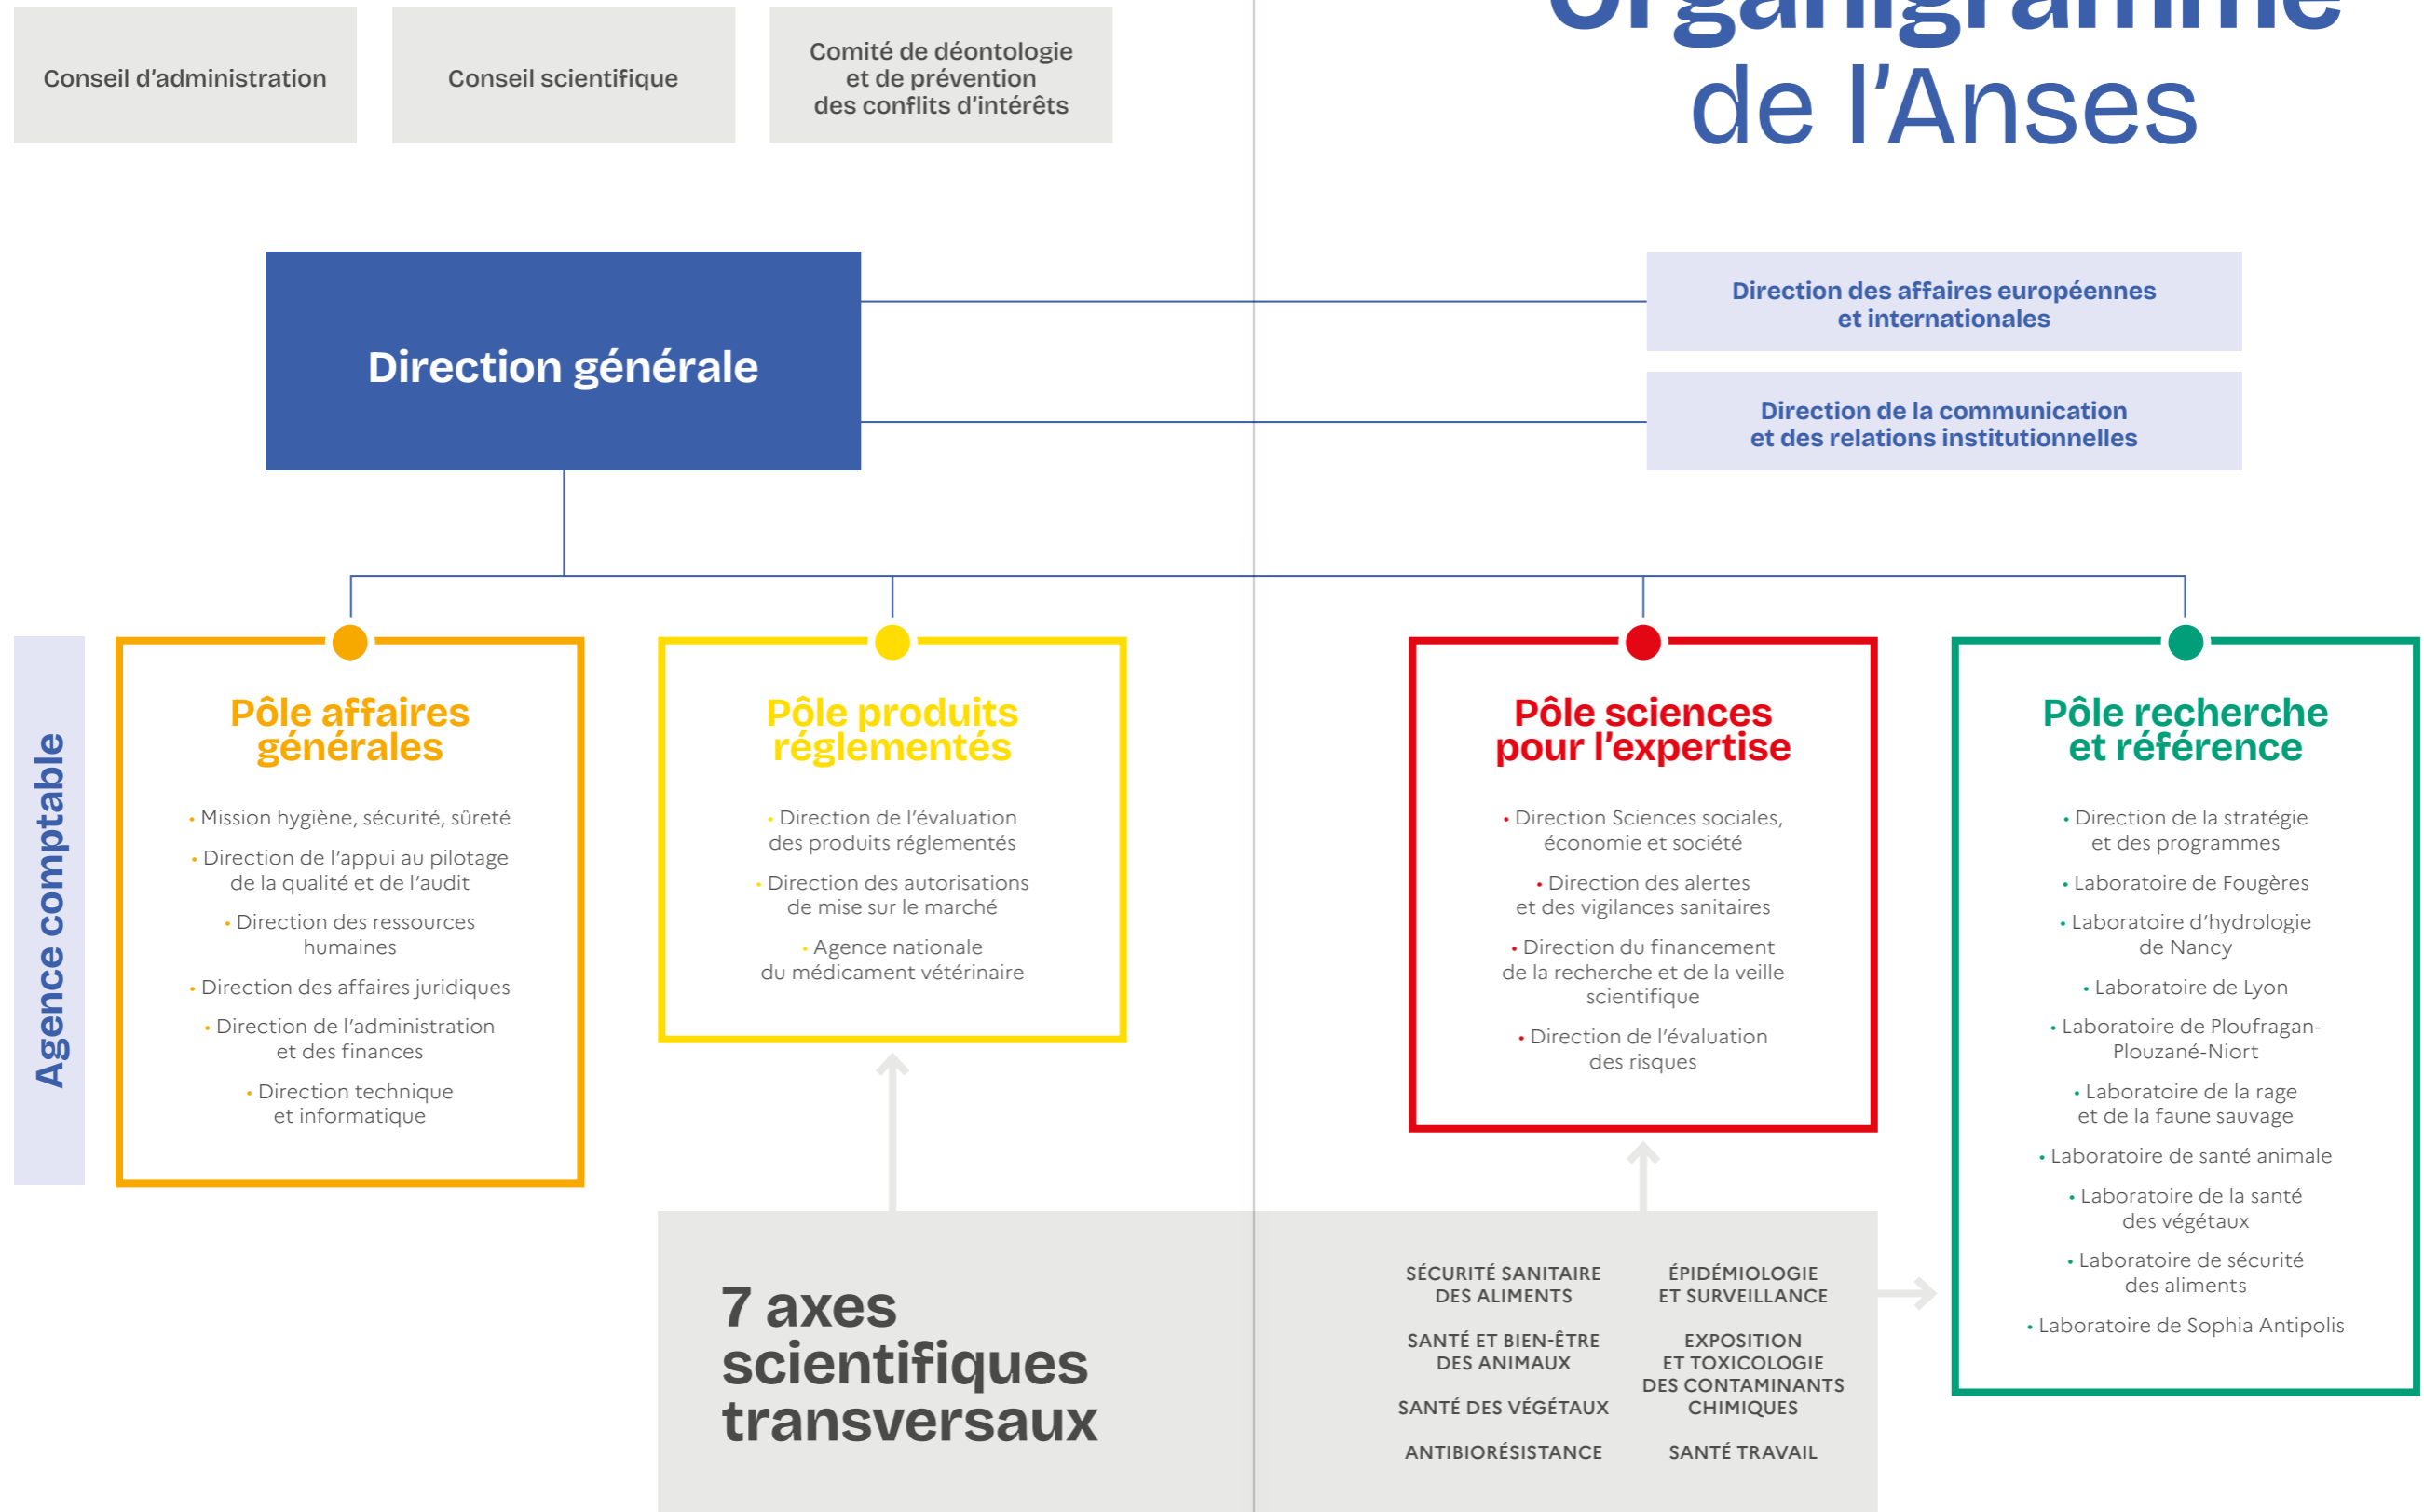 Organigramme
de l’Anses
Conseil d’administration
Conseil scientifique
Comité de déontologie
et de prévention
des conflits d’intérêts
Direction générale
Direction des affaires européennes
et internationales
Direction de la communication
et des relations institutionnelles
Agence comptable
Pôle affaires
générales
• Mission hygiène, sécurité, sûreté
• Direction de l’appui au pilotage
de la qualité et de l’audit
• Direction des ressources
humaines
• Direction des affaires juridiques
• Direction de l’administration
et des finances
• Direction technique
et informatique
Pôle produits
réglementés
• Direction de l’évaluation
des produits réglementés
• Direction des autorisations
de mise sur le marché
• Agence nationale
du médicament vétérinaire
Pôle sciences
pour l’expertise
• Direction Sciences sociales,
économie et société
• Direction des alertes
et des vigilances sanitaires
• Direction du financement
de la recherche et de la veille
scientifique
• Direction de l’évaluation
des risques
Pôle recherche
et référence
• Direction de la stratégie
et des programmes
• Laboratoire de Fougères
• Laboratoire d’hydrologie
de Nancy
• Laboratoire de Lyon
• Laboratoire de Ploufragan-
Plouzané-Niort
• Laboratoire de la rage
et de la faune sauvage
• Laboratoire de santé animale
• Laboratoire de la santé
des végétaux
• Laboratoire de sécurité
des aliments
• Laboratoire de Sophia Antipolis
7 axes
scientifiques
transversaux
SÉCURITÉ SANITAIRE
DES ALIMENTS
SANTÉ ET BIEN-ÊTRE
DES ANIMAUX
SANTÉ DES VÉGÉTAUX
ANTIBIORÉSISTANCE
ÉPIDÉMIOLOGIE
ET SURVEILLANCE
EXPOSITION
ET TOXICOLOGIE
DES CONTAMINANTS
CHIMIQUES
SANTÉ TRAVAIL